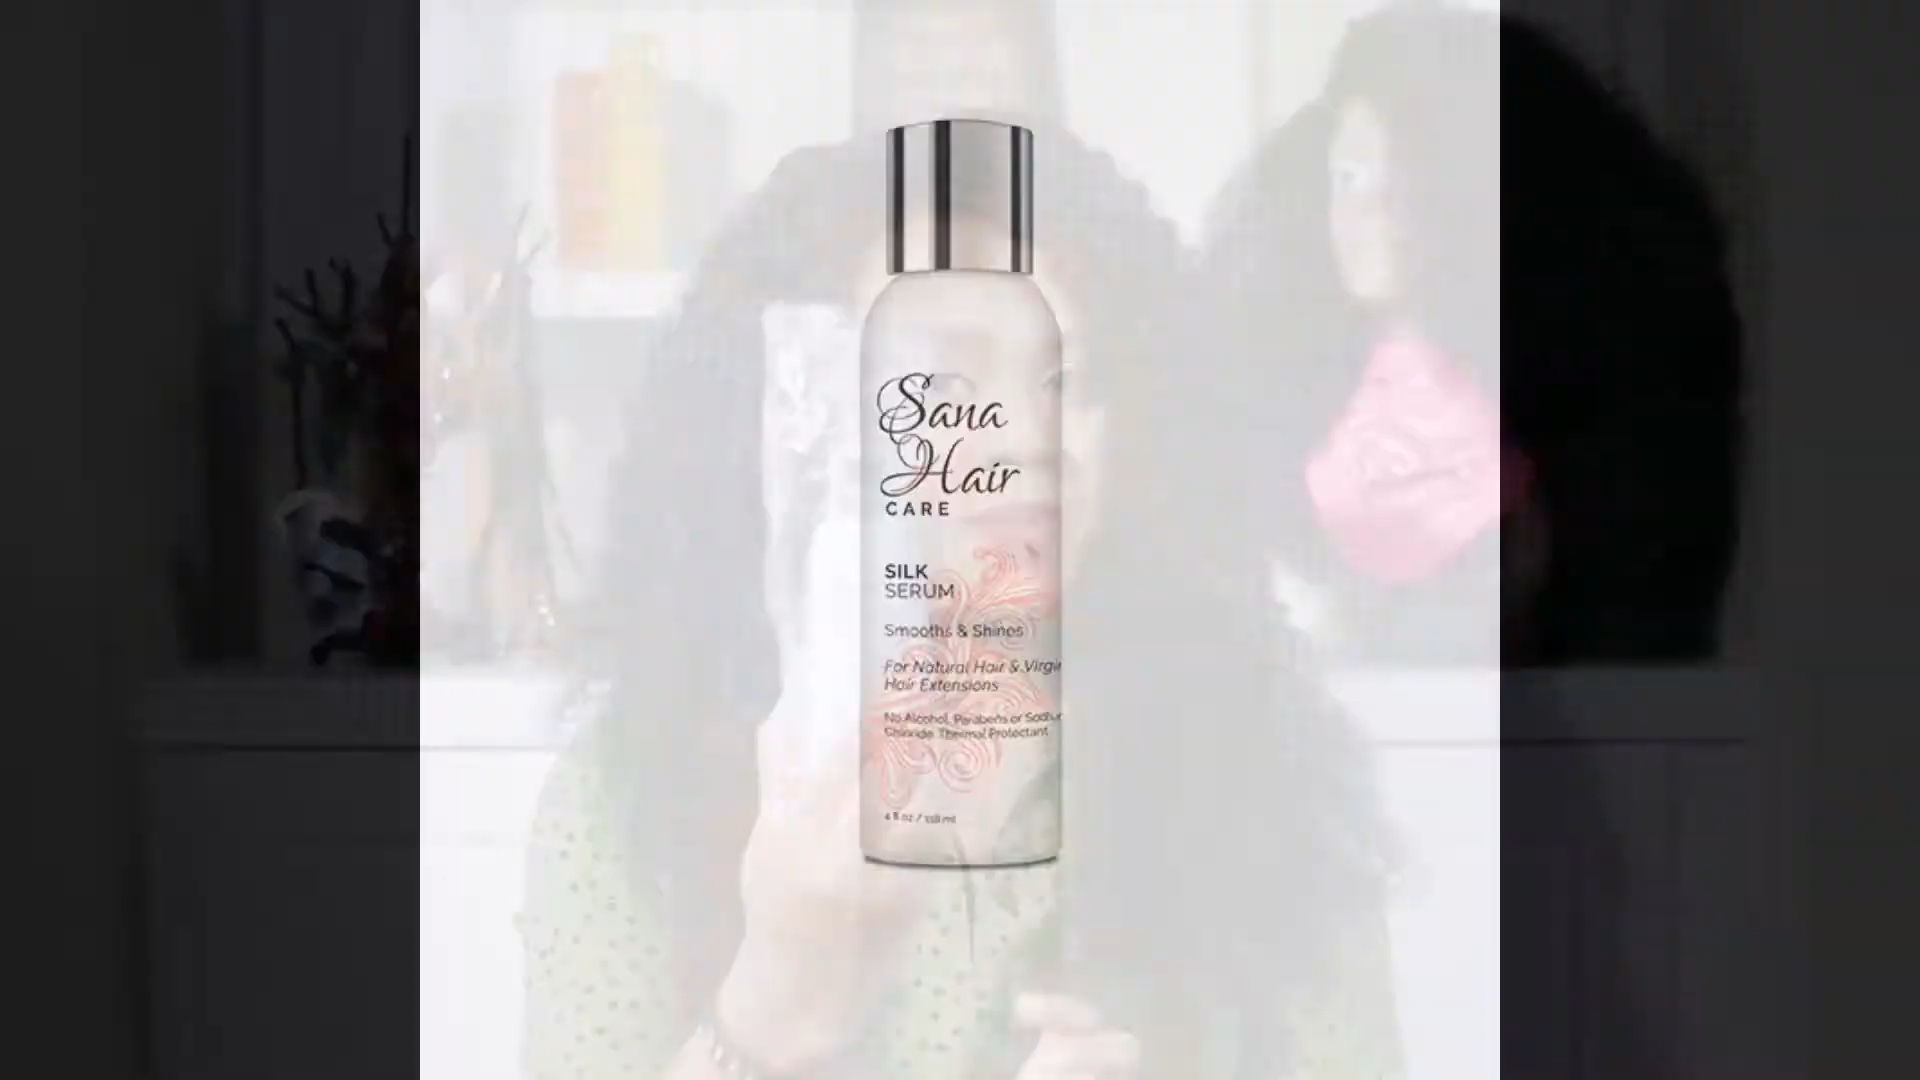 Sana
Hair
CARE
SILK
SERUM
Smooths & Shines
For Natural Hair & Virgin
Hair Extensions
No Alcohol, Parabens or Sodiu
Chloride. Thermal Protectant
4 fl oz / 118 ml